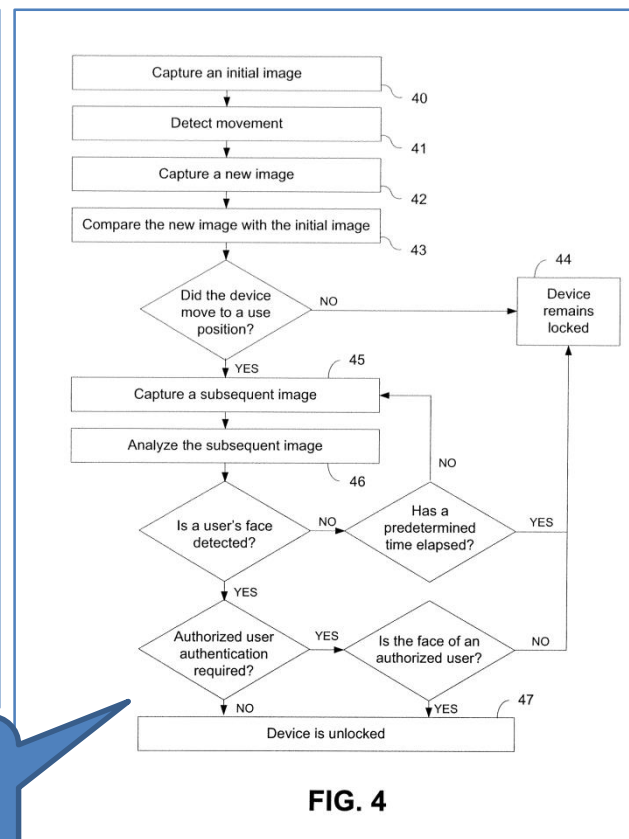 Capture an initial image
40
Detect movement
41
Capture a new image
42
Compare the new image with the initial image
43
44
Did the device
move to a use
position?
NO
Device
remains
locked
YES
45
Capture a subsequent image
Analyze the subsequent image
46
NO
Is a user's face
detected?
NO
Has a
predetermined
time elapsed?
YES
YES
Authorized user
authentication
required?
YES
Is the face of an
authorized user?
NO
NO
YES
47
Device is unlocked
FIG. 4